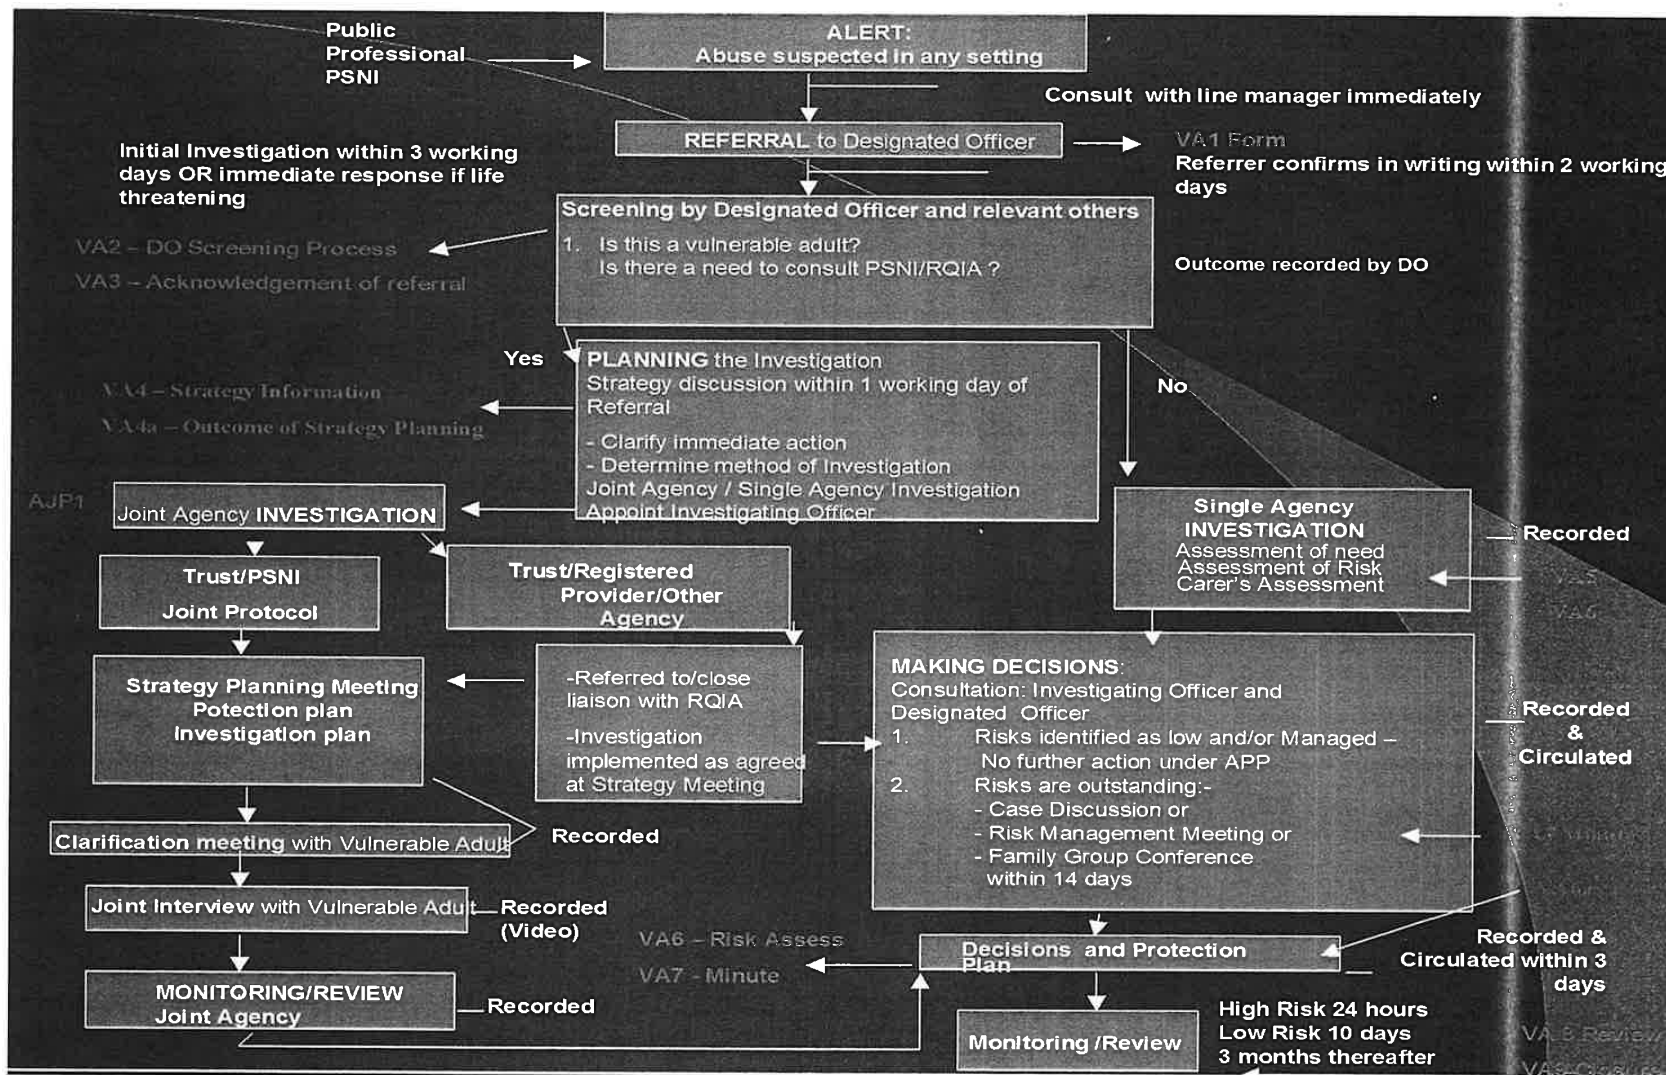 Public
Professional
PSNI
ALERT:
Abuse suspected in any setting
Consult with line manager immediately
REFERRAL to Designated Officer
VA1 Form
Referrer confirms in writing within 2 working
days
Initial Investigation within 3 working
days OR immediate response if life
threatening
Screening by Designated Officer and relevant others
1. Is this a vulnerable adult?
Is there a need to consult PSNI/RQIA ?
VA2 – DO Screening Process
VA3 – Acknowledgement of referral
Outcome recorded by DO
Yes
No
PLANNING the Investigation
Strategy discussion within 1 working day of
Referral
- Clarify immediate action
- Determine method of Investigation
Joint Agency / Single Agency Investigation
Appoint Investigating Officer
VA4 – Strategy Information
VA4a – Outcome of Strategy Planning
AJP1
Joint Agency INVESTIGATION
Single Agency
INVESTIGATION
Assessment of need
Assessment of Risk
Carer's Assessment
Recorded
VA5
VA6
Trust/PSNI
Joint Protocol
Trust/Registered
Provider/Other
Agency
Strategy Planning Meeting
Potection plan
Investigation plan
-Referred to/close
liaison with RQIA
-Investigation
implemented as agreed
at Strategy Meeting
MAKING DECISIONS:
Consultation: Investigating Officer and
Designated Officer
1. Risks identified as low and/or Managed –
No further action under APP
2. Risks are outstanding:-
- Case Discussion or
- Risk Management Meeting or
- Family Group Conference
within 14 days
Recorded
&
Circulated
Clarification meeting with Vulnerable Adult
Recorded
Joint Interview with Vulnerable Adult
Recorded
(Video)
VA6 – Risk Assess
VA7 - Minute
Decisions and Protection
Plan
Recorded &
Circulated within 3
days
MONITORING/REVIEW
Joint Agency
Recorded
Monitoring /Review
High Risk 24 hours
Low Risk 10 days
3 months thereafter
VA 8 Review
VA9 Closure